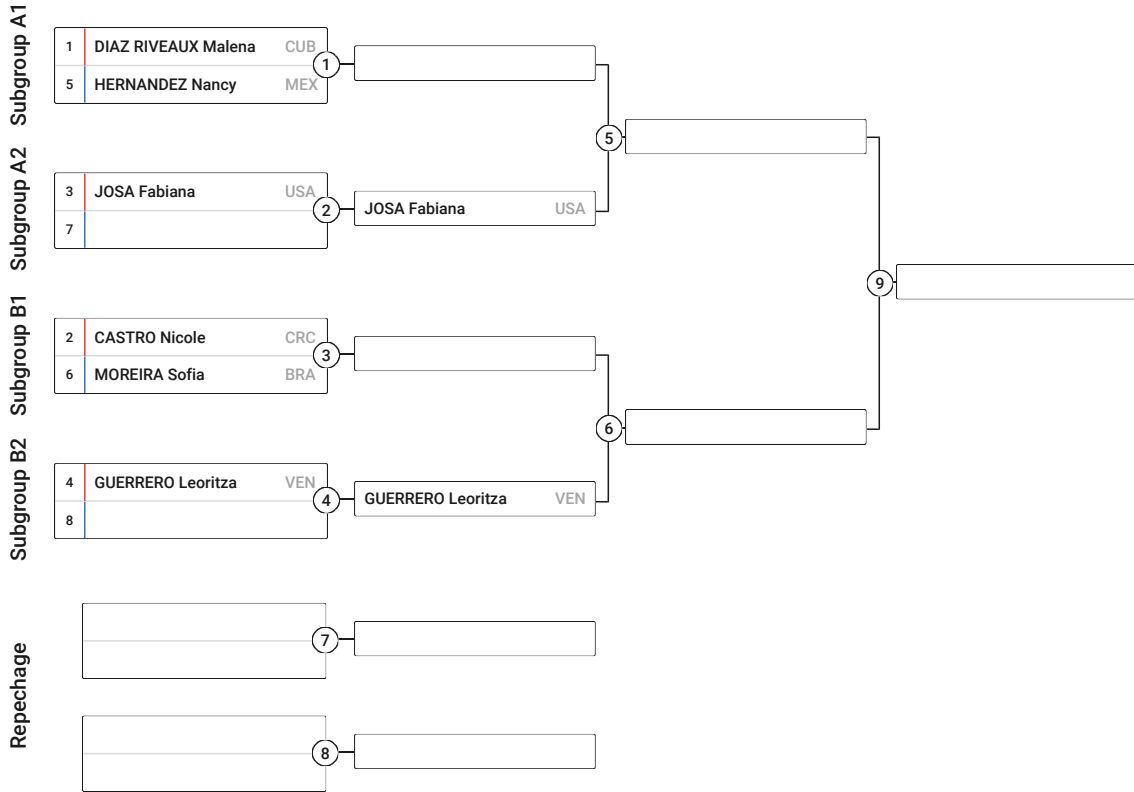 Subgroup A1
1 DIAZ RIVEAUX Malena CUB
5 HERNANDEZ Nancy MEX
1
5
Subgroup A2
3 JOSA Fabiana USA
7
2
JOSA Fabiana USA
9
Subgroup B1
2 CASTRO Nicole CRC
6 MOREIRA Sofia BRA
3
6
Subgroup B2
4 GUERRERO Leoritza VEN
8
4
GUERRERO Leoritza VEN
Repechage
7
8